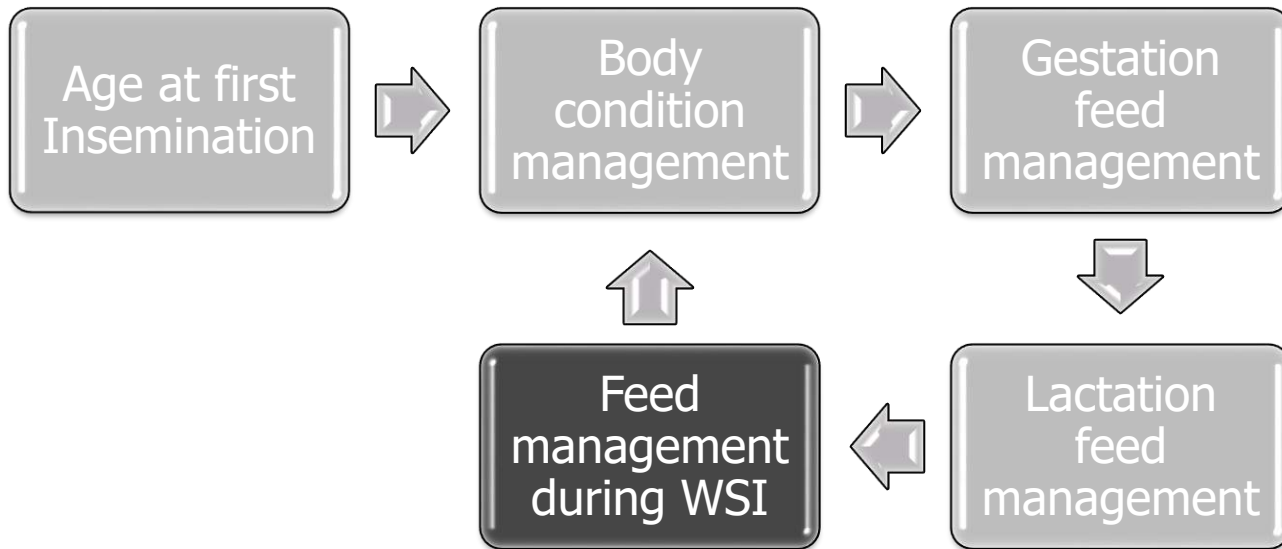 Age at first
Insemination
Body
condition
management
Gestation
feed
management
Lactation
feed
management
Feed
management
during WSI